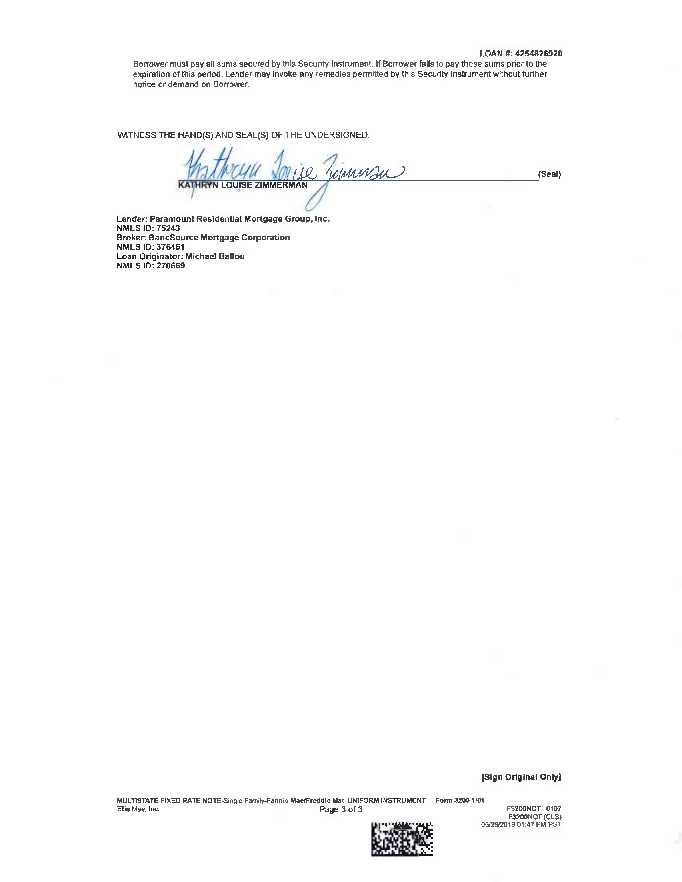 LOAN #: 4254826920
Borrower must pay all sums secured by this Security Instrument. If Borrower fails to pay these sums prior to the
expiration of this period, Lender may invoke any remedies permitted by this Security Instrument without further
notice or demand on Borrower.
WITNESS THE HAND(S) AND SEAL(S) OF THE UNDERSIGNED.
Kathryn Louise Zimmerman
(Seal)
KATHRYN LOUISE ZIMMERMAN
Lender: Paramount Residential Mortgage Group, Inc.
NMLS ID: 75243
Broker: BancSource Mortgage Corporation
NMLS ID: 376461
Loan Originator: Michael Ballou
NMLS ID: 270669
[Sign Original Only]
MULTISTATE FIXED RATE NOTE-Single Family-Fannie Mae/Freddie Mac UNIFORM INSTRUMENT Form 3200 1/01
Ellie Mae, Inc. Page 3 of 3 F3200NOT 0107
F3200NOT (CLS)
01:47 PM PST